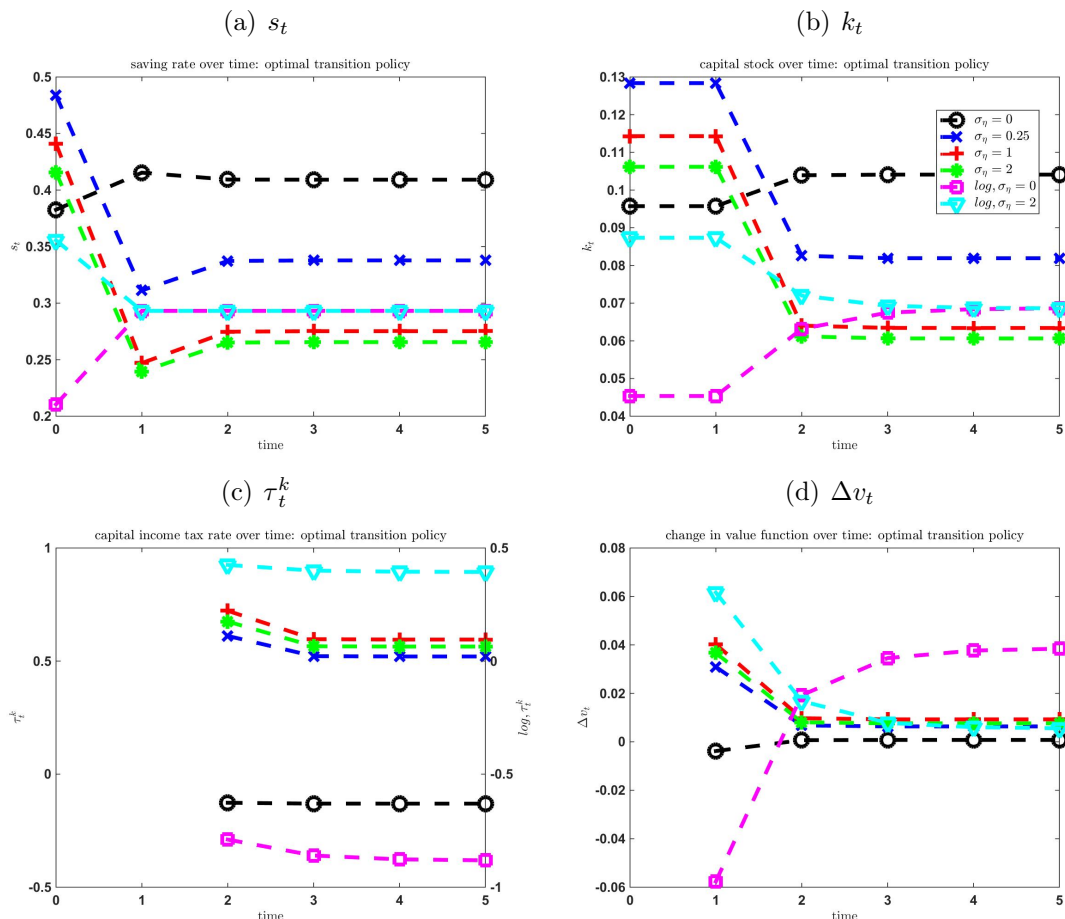 (a) s_t
(b) k_t
saving rate over time: optimal transition policy
0.5
0.45
0.4
0.35
0.3
0.25
0.2
s_t
0 1 2 3 4 5
time
capital stock over time: optimal transition policy
0.13
0.12
0.11
0.1
0.09
0.08
0.07
0.06
0.05
0.04
k_t
σ_η = 0
σ_η = 0.25
σ_η = 1
σ_η = 2
log, σ_η = 0
log, σ_η = 2
0 1 2 3 4 5
time
(c) τ_t^k
(d) Δv_t
capital income tax rate over time: optimal transition policy
1
0.5
0
-0.5
τ_t^k
0.5
0
-0.5
-1
log, τ_t^k
0 1 2 3 4 5
time
change in value function over time: optimal transition policy
0.08
0.06
0.04
0.02
0
-0.02
-0.04
-0.06
Δv_t
0 1 2 3 4 5
time